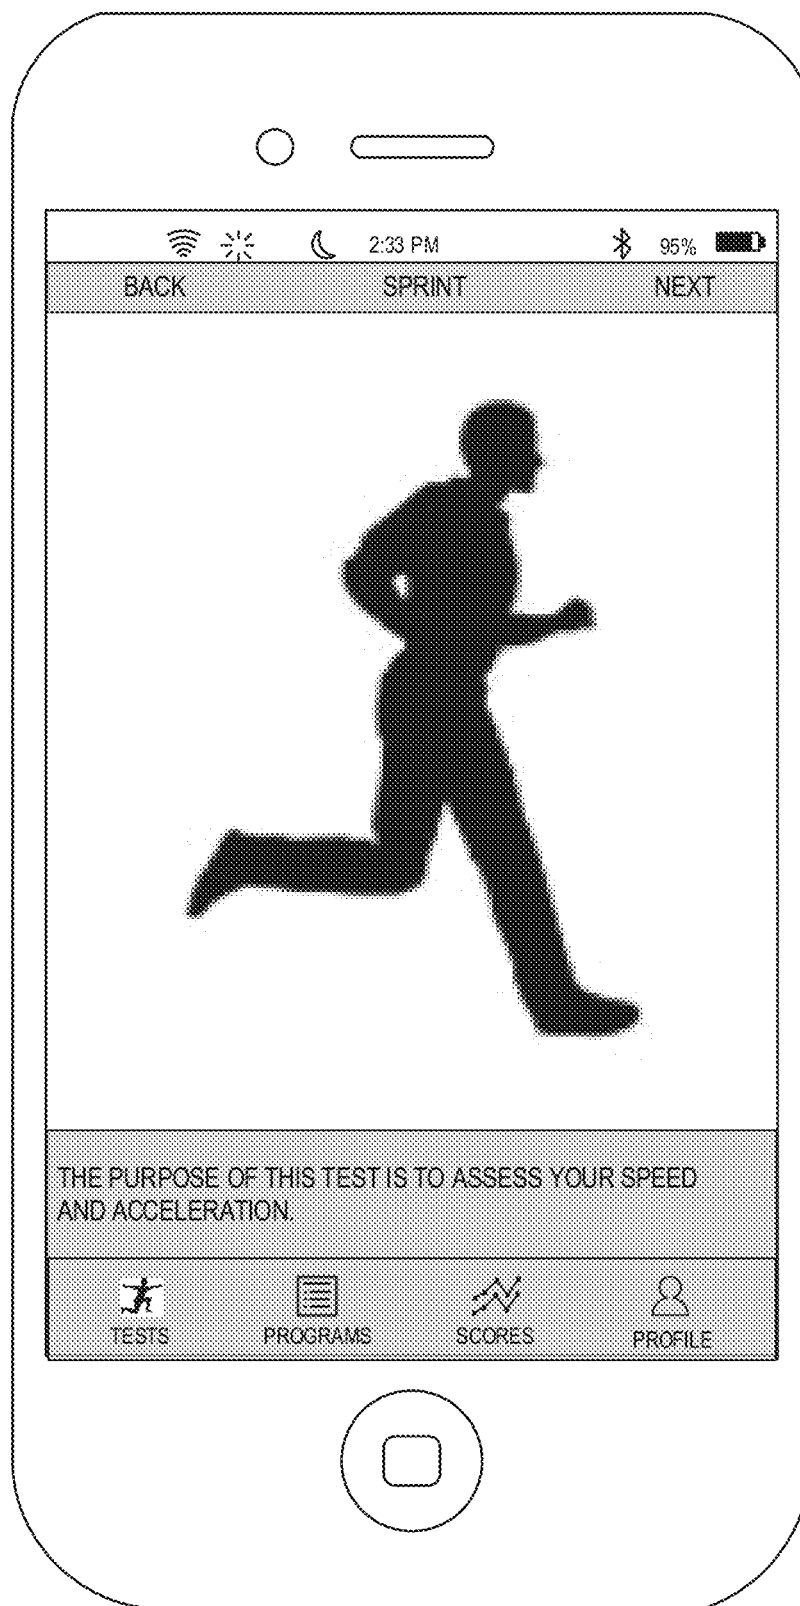 2:33 PM 95%
BACK SPRINT NEXT
THE PURPOSE OF THIS TEST IS TO ASSESS YOUR SPEED
AND ACCELERATION.
TESTS PROGRAMS SCORES PROFILE